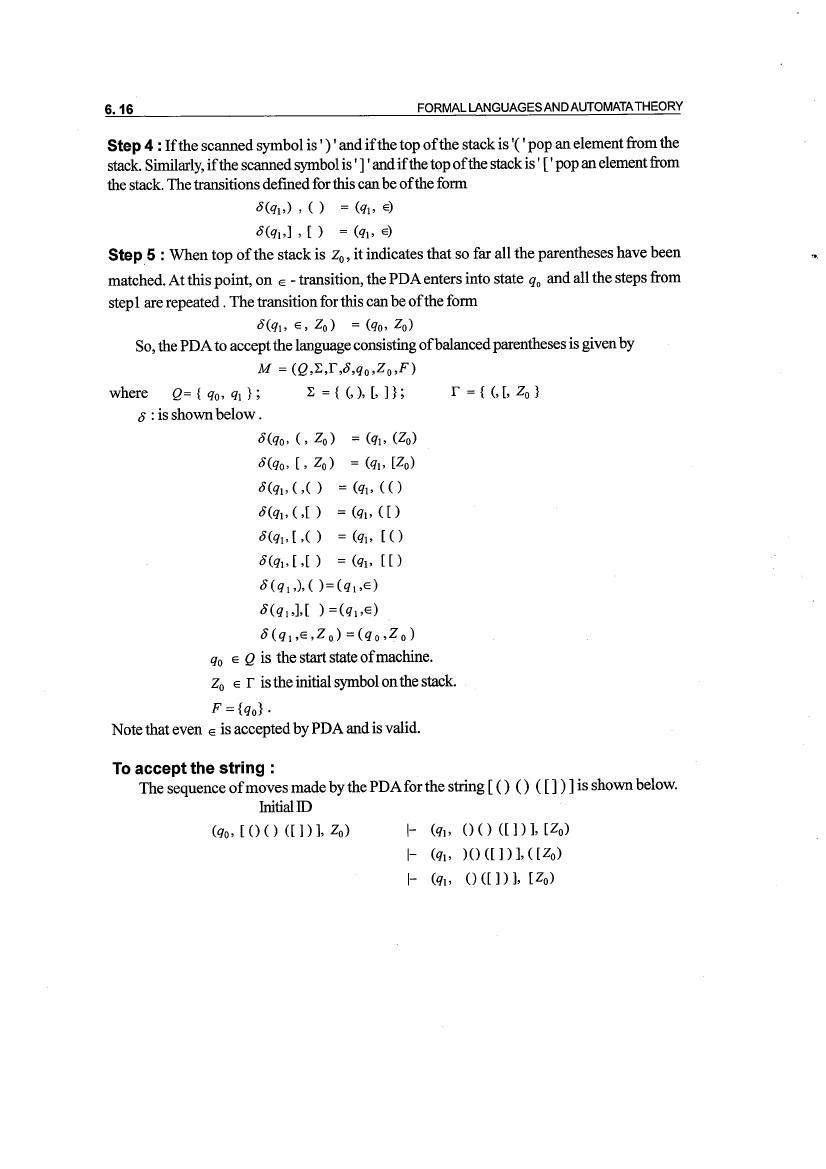 6. 16 FORMAL LANGUAGES AND AUTOMATA THEORY
Step 4 : If the scanned symbol is ' ) ' and if the top of the stack is '( ' pop an element from the
stack. Similarly, if the scanned symbol is ' ] ' and if the top of the stack is ' [ ' pop an element from
the stack. The transitions defined for this can be of the form
δ(q₁,) , ( ) = (q₁, ∈)
δ(q₁,] , [ ) = (q₁, ∈)
Step 5 : When top of the stack is Z₀, it indicates that so far all the parentheses have been
matched. At this point, on ∈ - transition, the PDA enters into state q₀ and all the steps from
step1 are repeated . The transition for this can be of the form
δ(q₁, ∈, Z₀ ) = (q₀, Z₀)
So, the PDA to accept the language consisting of balanced parentheses is given by
M = (Q,Σ,Γ,δ,q₀,Z₀,F)
where Q= { q₀, q₁ }; Σ = { (, ), [, ]}; Γ = { (, [, Z₀ }
δ : is shown below .
δ(q₀, ( , Z₀) = (q₁, (Z₀)
δ(q₀, [ , Z₀) = (q₁, [Z₀)
δ(q₁, ( ,( ) = (q₁, ( ()
δ(q₁, ( ,[ ) = (q₁, ( [)
δ(q₁, [ ,( ) = (q₁, [ ()
δ(q₁, [ ,[ ) = (q₁, [ [)
δ(q₁,), ( )=(q₁,∈)
δ(q₁,],[ )=(q₁,∈)
δ(q₁,∈,Z₀)=(q₀,Z₀)
q₀ ∈ Q is the start state of machine.
Z₀ ∈ Γ is the initial symbol on the stack.
F = {q₀} .
Note that even ∈ is accepted by PDA and is valid.
To accept the string :
The sequence of moves made by the PDA for the string [ ( ) ( ) ( [ ] ) ] is shown below.
Initial ID
(q₀, [ ( ) ( ) ( [ ] ) ], Z₀) |- (q₁, ( ) ( ) ( [ ] ) ], [Z₀)
|- (q₁, ) ( ) ( [ ] ) ], ( [Z₀)
|- (q₁, ( ) ( [ ] ) ], [Z₀)